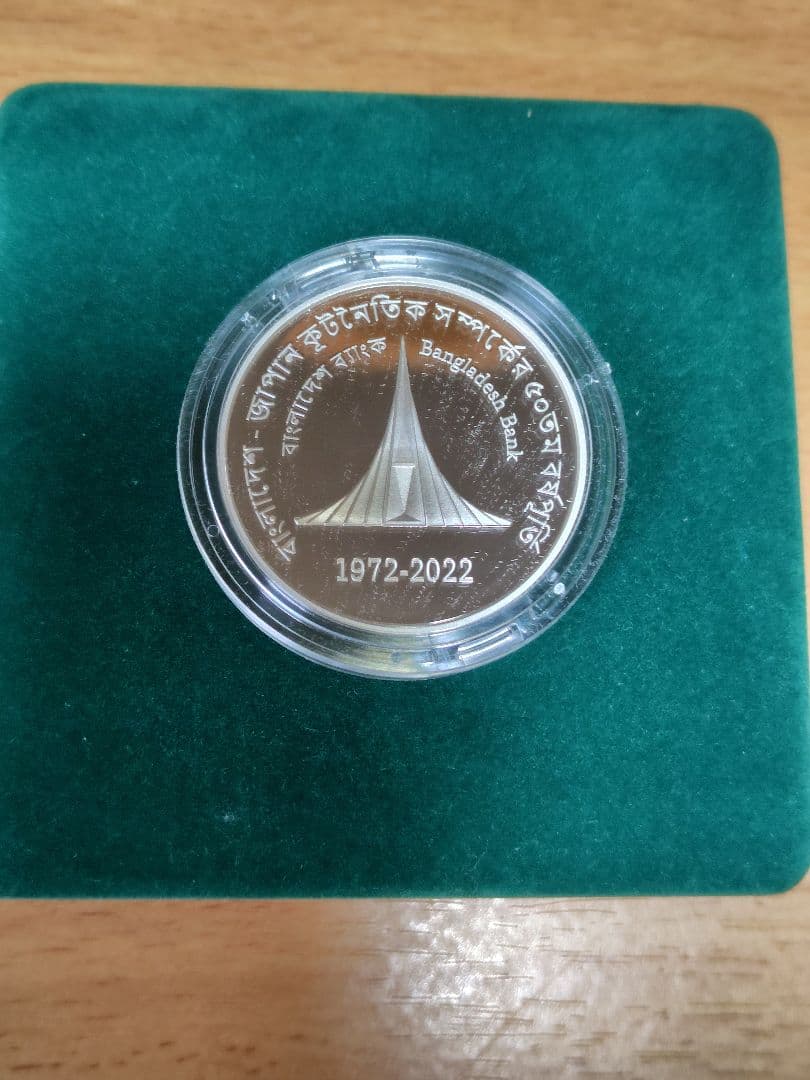 বাংলাদেশ - জাপান কূটনৈতিক সম্পর্কের ৫০তম বর্ষপূর্তি
বাংলাদেশ ব্যাংক
Bangladesh Bank
1972-2022